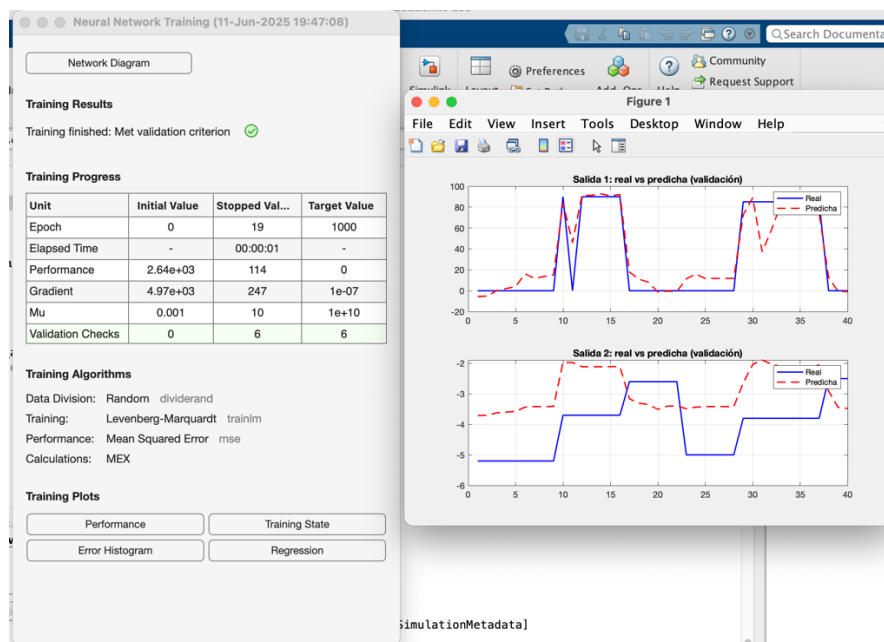 Neural Network Training (11-Jun-2025 19:47:08)
Network Diagram
Training Results
Training finished: Met validation criterion
Training Progress
Unit Initial Value Stopped Val... Target Value
Epoch 0 19 1000
Elapsed Time - 00:00:01 -
Performance 2.64e+03 114 0
Gradient 4.97e+03 247 1e-07
Mu 0.001 10 1e+10
Validation Checks 0 6 6
Training Algorithms
Data Division: Random dividerand
Training: Levenberg-Marquardt trainlm
Performance: Mean Squared Error mse
Calculations: MEX
Training Plots
Performance Training State
Error Histogram Regression
Search Documenta
Preferences
Community
Request Support
Figure 1
File Edit View Insert Tools Desktop Window Help
Salida 1: real vs predicha (validación)
Real
Predicha
100
80
60
40
20
0
-20
0 5 10 15 20 25 30 35 40
Salida 2: real vs predicha (validación)
Real
Predicha
-2
-3
-4
-5
-6
0 5 10 15 20 25 30 35 40
SimulationMetadata]